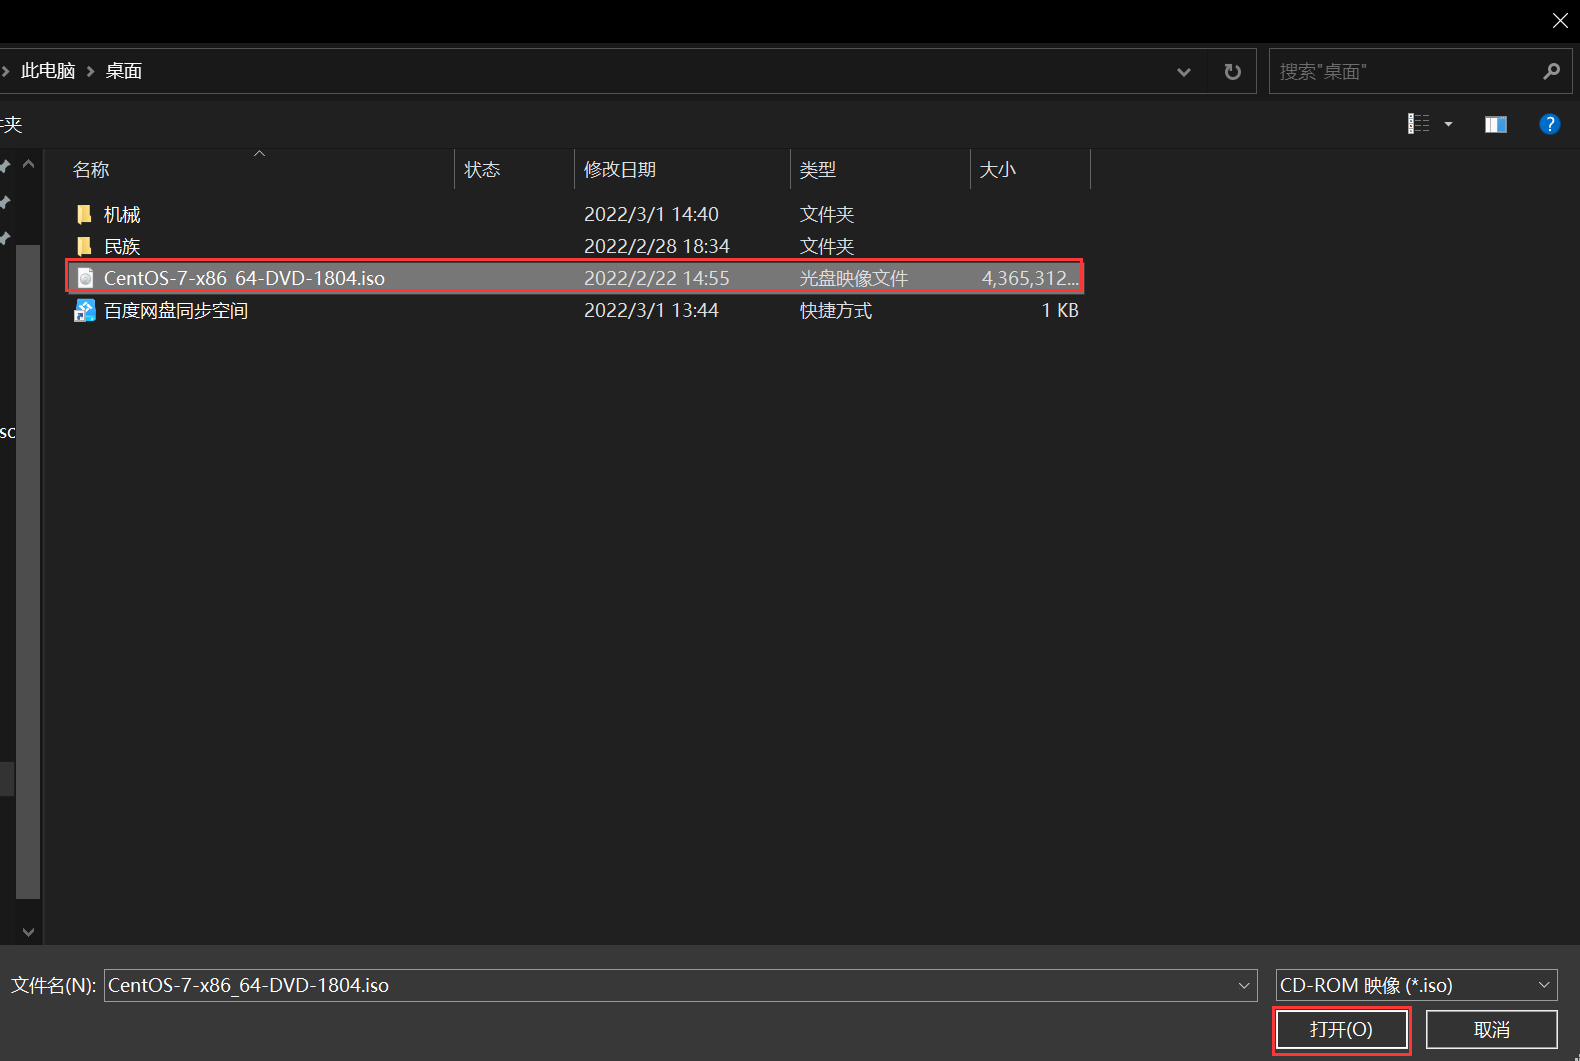 此电脑 桌面 搜索"桌面"
夹
名称 状态 修改日期 类型 大小
机械 2022/3/1 14:40 文件夹
民族 2022/2/28 18:34 文件夹
CentOS-7-x86_64-DVD-1804.iso 2022/2/22 14:55 光盘映像文件 4,365,312...
百度网盘同步空间 2022/3/1 13:44 快捷方式 1 KB
sc
文件名(N): CentOS-7-x86_64-DVD-1804.iso CD-ROM 映像 (*.iso)
打开(O) 取消